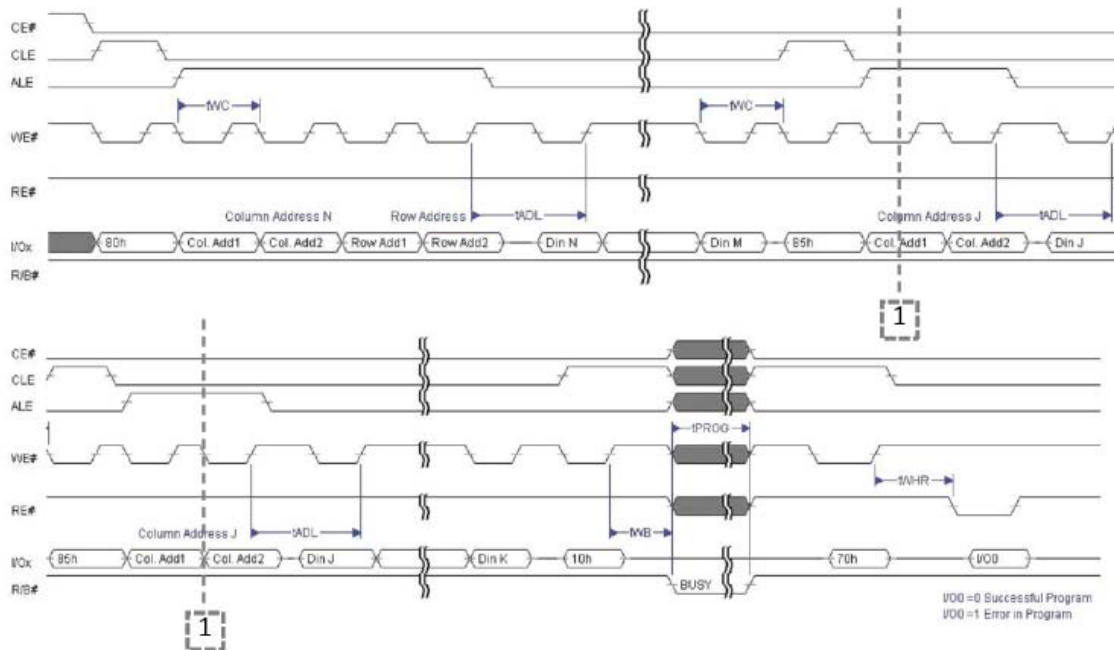 CE#
CLE
ALE
tWC
tWC
WE#
RE#
Column Address N
Row Address
tADL
Column Address J
tADL
I/Ox
80h
Col. Add1
Col. Add2
Row Add1
Row Add2
Din N
Din M
85h
Col. Add1
Col. Add2
Din J
R/B#
1
CE#
CLE
ALE
tPROG
WE#
tWHR
RE#
Column Address J
tADL
tWB
I/Ox
85h
Col. Add1
Col. Add2
Din J
Din K
10h
70h
I/O0
R/B#
BUSY
I/O0 =0 Successful Program
I/O0 =1 Error in Program
1